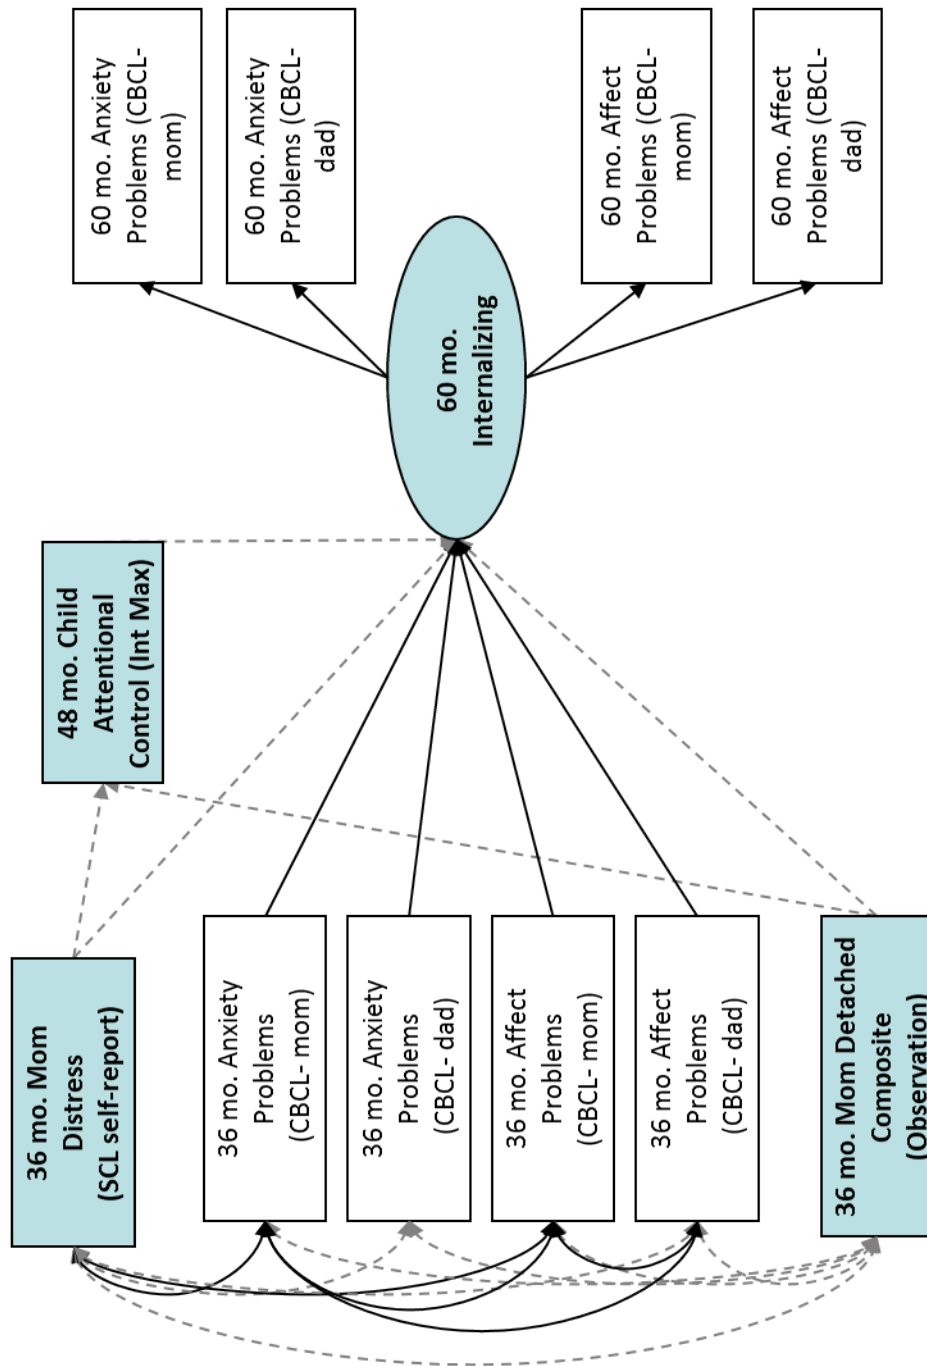 36 mo. Mom
Distress
(SCL self-report)
36 mo. Anxiety
Problems
(CBCL- mom)
36 mo. Anxiety
Problems
(CBCL- dad)
36 mo. Affect
Problems
(CBCL- mom)
36 mo. Affect
Problems
(CBCL- dad)
36 mo. Mom Detached
Composite
(Observation)
48 mo. Child
Attentional
Control (Int Max)
60 mo.
Internalizing
60 mo. Anxiety
Problems (CBCL-
mom)
60 mo. Anxiety
Problems (CBCL-
dad)
60 mo. Affect
Problems (CBCL-
mom)
60 mo. Affect
Problems (CBCL-
dad)